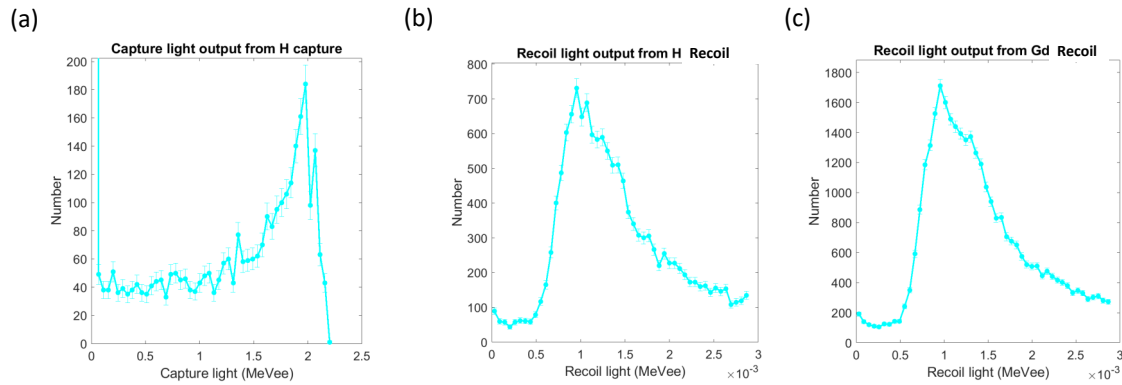 (a)
Capture light output from H capture
200
180
160
140
120
100
80
60
40
20
0
Number
0 0.5 1 1.5 2 2.5
Capture light (MeVee)
(b)
Recoil light output from H Recoil
800
700
600
500
400
300
200
100
0
Number
0 0.5 1 1.5 2 2.5 3
Recoil light (MeVee) ×10⁻³
(c)
Recoil light output from Gd Recoil
1800
1600
1400
1200
1000
800
600
400
200
0
Number
0 0.5 1 1.5 2 2.5 3
Recoil light (MeVee) ×10⁻³